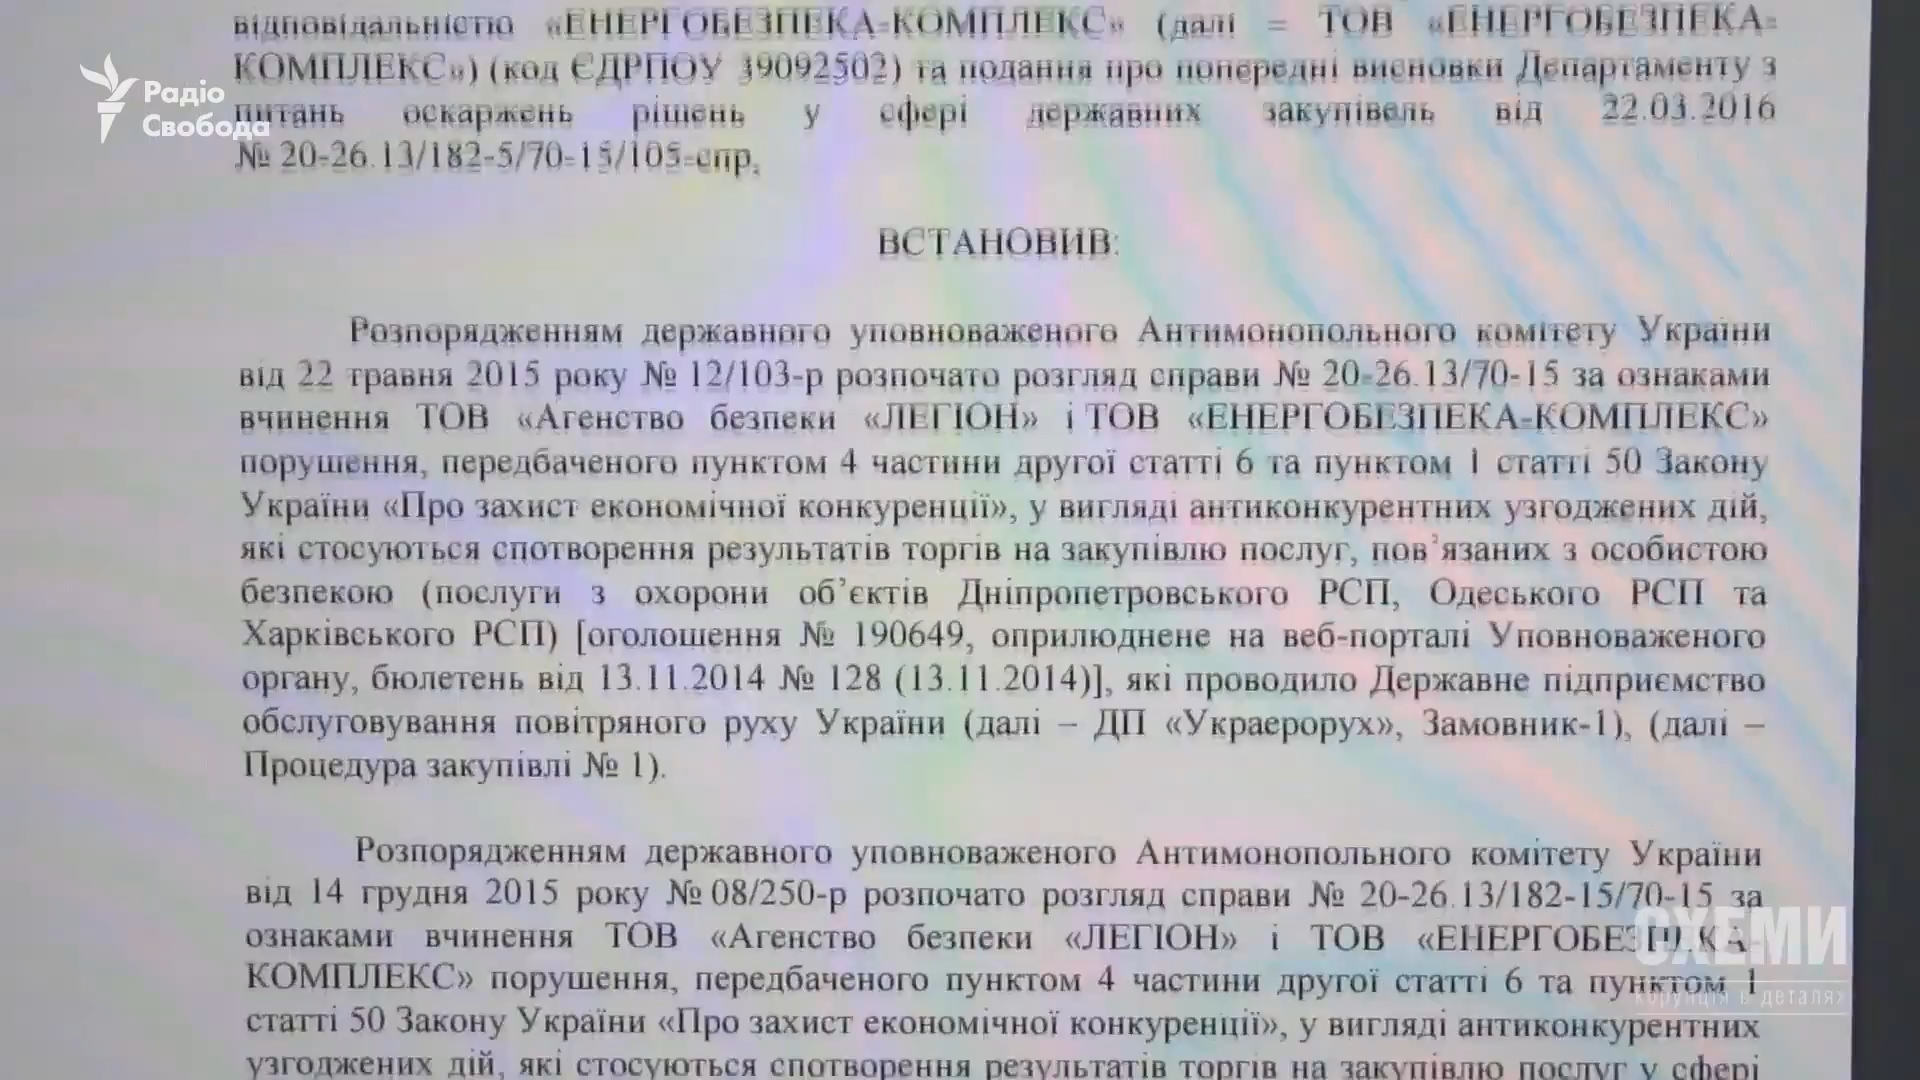 відповідальністю «ЕНЕРГОБЕЗПЕКА-КОМПЛЕКС» (далі – ТОВ «ЕНЕРГОБЕЗПЕКА-
КОМПЛЕКС») (код ЄДРПОУ 39092502) та подання про попередні висновки Департаменту з
питань оскаржень рішень у сфері державних закупівель від 22.03.2016
№ 20-26.13/182-5/70-15/105-спр,
Радіо
Свобода
ВСТАНОВИВ:
Розпорядженням державного уповноваженого Антимонопольного комітету України
від 22 травня 2015 року № 12/103-р розпочато розгляд справи № 20-26.13/70-15 за ознаками
вчинення ТОВ «Агенство безпеки «ЛЕГІОН» і ТОВ «ЕНЕРГОБЕЗПЕКА-КОМПЛЕКС»
порушення, передбаченого пунктом 4 частини другої статті 6 та пунктом 1 статті 50 Закону
України «Про захист економічної конкуренції», у вигляді антиконкурентних узгоджених дій,
які стосуються спотворення результатів торгів на закупівлю послуг, пов’язаних з особистою
безпекою (послуги з охорони об’єктів Дніпропетровського РСП, Одеського РСП та
Харківського РСП) [оголошення № 190649, оприлюднене на веб-порталі Уповноваженого
органу, бюлетень від 13.11.2014 № 128 (13.11.2014)], які проводило Державне підприємство
обслуговування повітряного руху України (далі – ДП «Украерорух», Замовник-1), (далі –
Процедура закупівлі № 1).
Розпорядженням державного уповноваженого Антимонопольного комітету України
від 14 грудня 2015 року № 08/250-р розпочато розгляд справи № 20-26.13/182-15/70-15 за
ознаками вчинення ТОВ «Агенство безпеки «ЛЕГІОН» і ТОВ «ЕНЕРГОБЕЗПЕКА-
КОМПЛЕКС» порушення, передбаченого пунктом 4 частини другої статті 6 та пунктом 1
статті 50 Закону України «Про захист економічної конкуренції», у вигляді антиконкурентних
узгоджених дій, які стосуються спотворення результатів торгів на закупівлю послуг у сфері
СХЕМИ
корупція в деталях